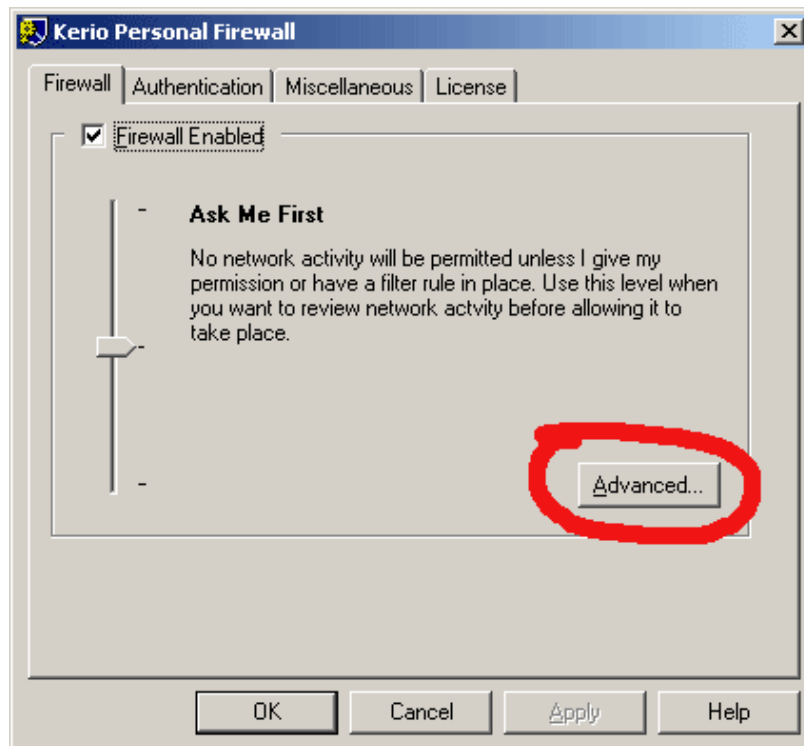 Kerio Personal Firewall
Firewall Authentication Miscellaneous License
Firewall Enabled
Ask Me First
No network activity will be permitted unless I give my
permission or have a filter rule in place. Use this level when
you want to review network actvity before allowing it to
take place.
Advanced...
OK Cancel Apply Help